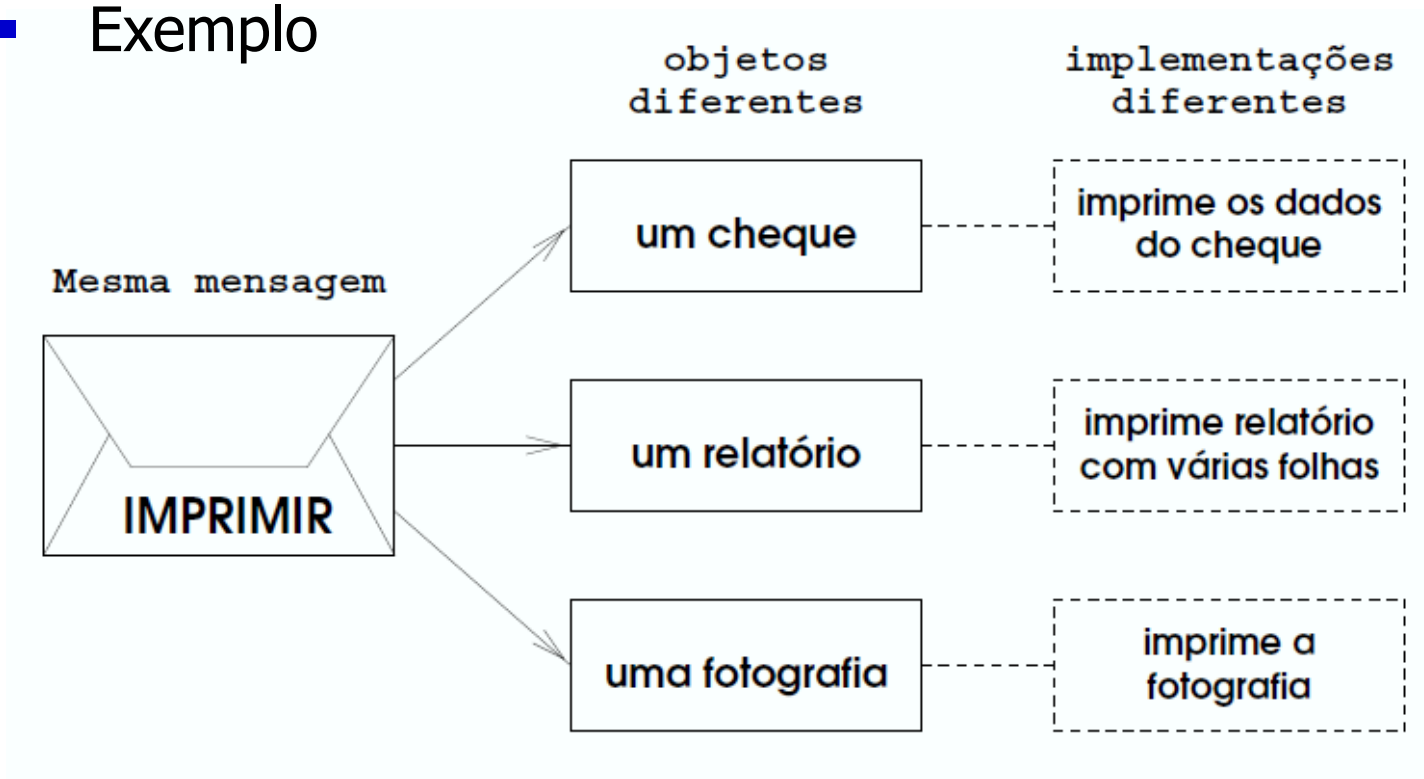 Exemplo
objetos
diferentes
implementações
diferentes
Mesma mensagem
IMPRIMIR
um cheque
imprime os dados
do cheque
um relatório
imprime relatório
com várias folhas
uma fotografia
imprime a
fotografia